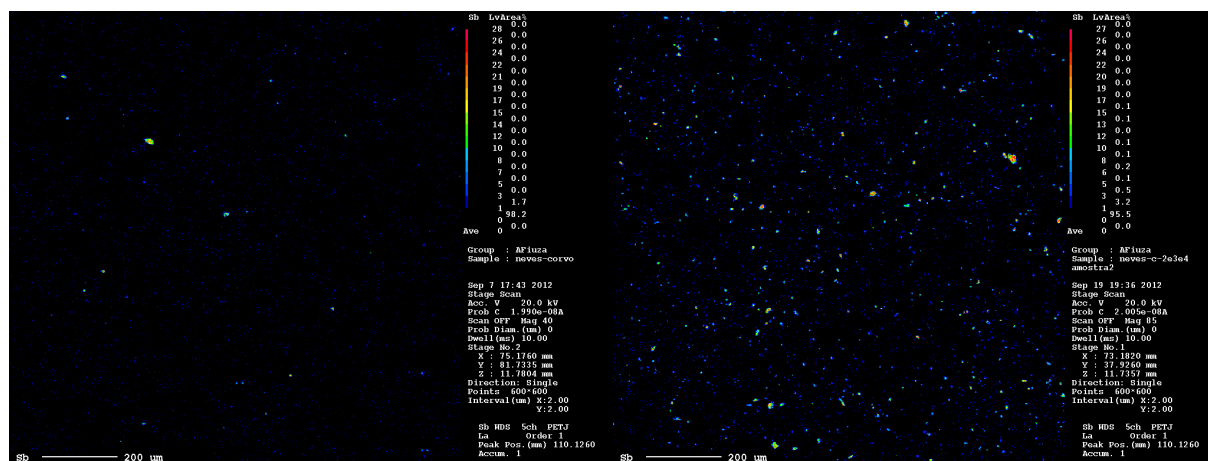 Sb LvArea%
0.0
28 0.0
26 0.0
24 0.0
22 0.0
21 0.0
19 0.0
17 0.0
15 0.0
14 0.0
12 0.0
10 0.0
8 0.0
7 0.0
5 0.0
3 1.7
1 98.2
0 0.0
Ave 0
Group : AFiuza
Sample : neves-corvo
Sep 7 17:43 2012
Stage Scan
Acc. V 20.0 kV
Prob C 1.990e-08A
Scan OFF Mag 40
Prob Diam.(um) 0
Dwell(ms) 10.00
Stage No.2
X : 75.1760 mm
Y : 81.7335 mm
Z : 11.7804 mm
Direction: Single
Points 600*600
Interval(um) X:2.00
Y:2.00
Sb WDS 5ch PETJ
La Order 1
Peak Pos.(mm) 110.1260
Accum. 1
Sb 200 um
Sb LvArea%
0.0
27 0.0
26 0.0
24 0.0
22 0.0
20 0.0
19 0.0
17 0.1
15 0.0
13 0.1
12 0.1
10 0.1
8 0.2
6 0.1
5 0.5
3 3.2
1 95.5
0 0.0
Ave 0
Group : AFiuza
Sample : neves-c-2e3e4
amostra2
Sep 19 19:36 2012
Stage Scan
Acc. V 20.0 kV
Prob C 2.005e-08A
Scan OFF Mag 85
Prob Diam.(um) 0
Dwell(ms) 10.00
Stage No.1
X : 73.1820 mm
Y : 37.9260 mm
Z : 11.7357 mm
Direction: Single
Points 600*600
Interval(um) X:2.00
Y:2.00
Sb WDS 5ch PETJ
La Order 1
Peak Pos.(mm) 110.1260
Accum. 1
Sb 200 um